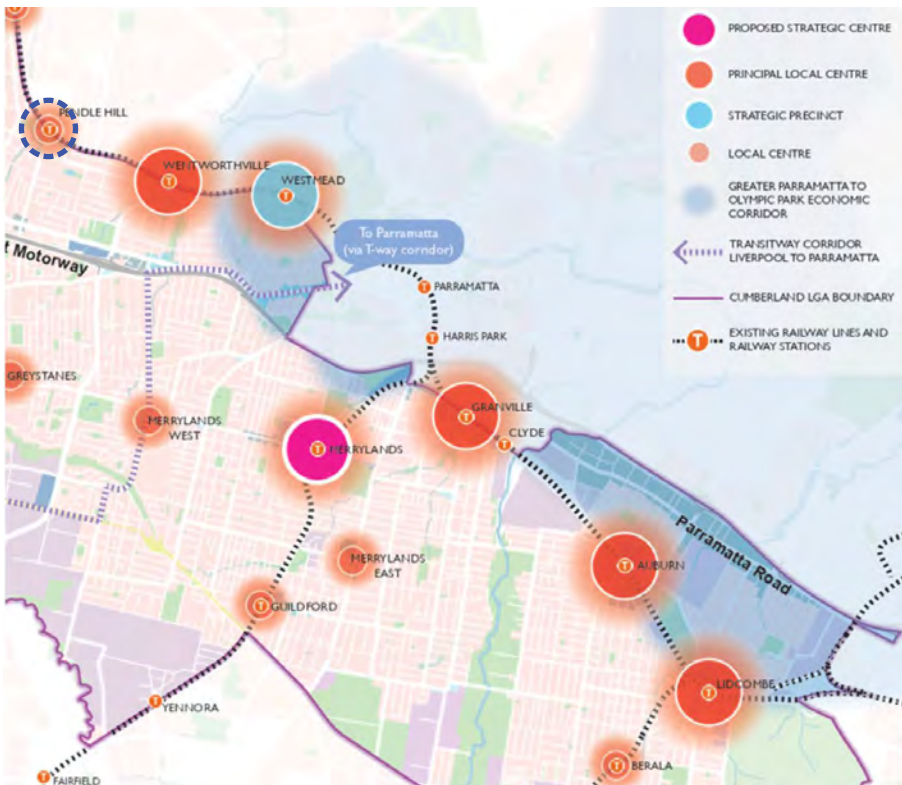 PENDLE HILL
T
WENTWORTHVILLE
T
WESTMEAD
T
To Parramatta
(via T-way corridor)
t Motorway
T
PARRAMATTA
T
HARRIS PARK
T
GREYSTANES
T
MERRYLANDS
WEST
T
MERRYLANDS
GRANVILLE
T
CLYDE
T
Parramatta Road
T
MERRYLANDS
EAST
T
AUBURN
T
GUILDFORD
LIDCOMBE
T
T
YENNORA
T
BERALA
T
FAIRFIELD
PROPOSED STRATEGIC CENTRE
PRINCIPAL LOCAL CENTRE
STRATEGIC PRECINCT
LOCAL CENTRE
GREATER PARRAMATTA TO
OLYMPIC PARK ECONOMIC
CORRIDOR
TRANSITWAY CORRIDOR
LIVERPOOL TO PARRAMATTA
CUMBERLAND LGA BOUNDARY
T
EXISTING RAILWAY LINES AND
RAILWAY STATIONS